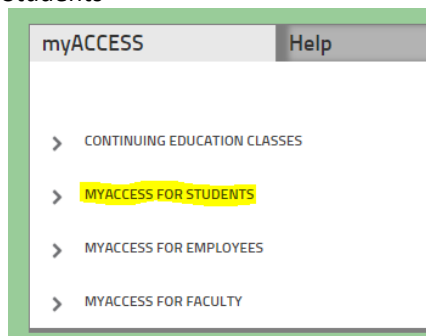 Students
myACCESS Help
CONTINUING EDUCATION CLASSES
MYACCESS FOR STUDENTS
MYACCESS FOR EMPLOYEES
MYACCESS FOR FACULTY